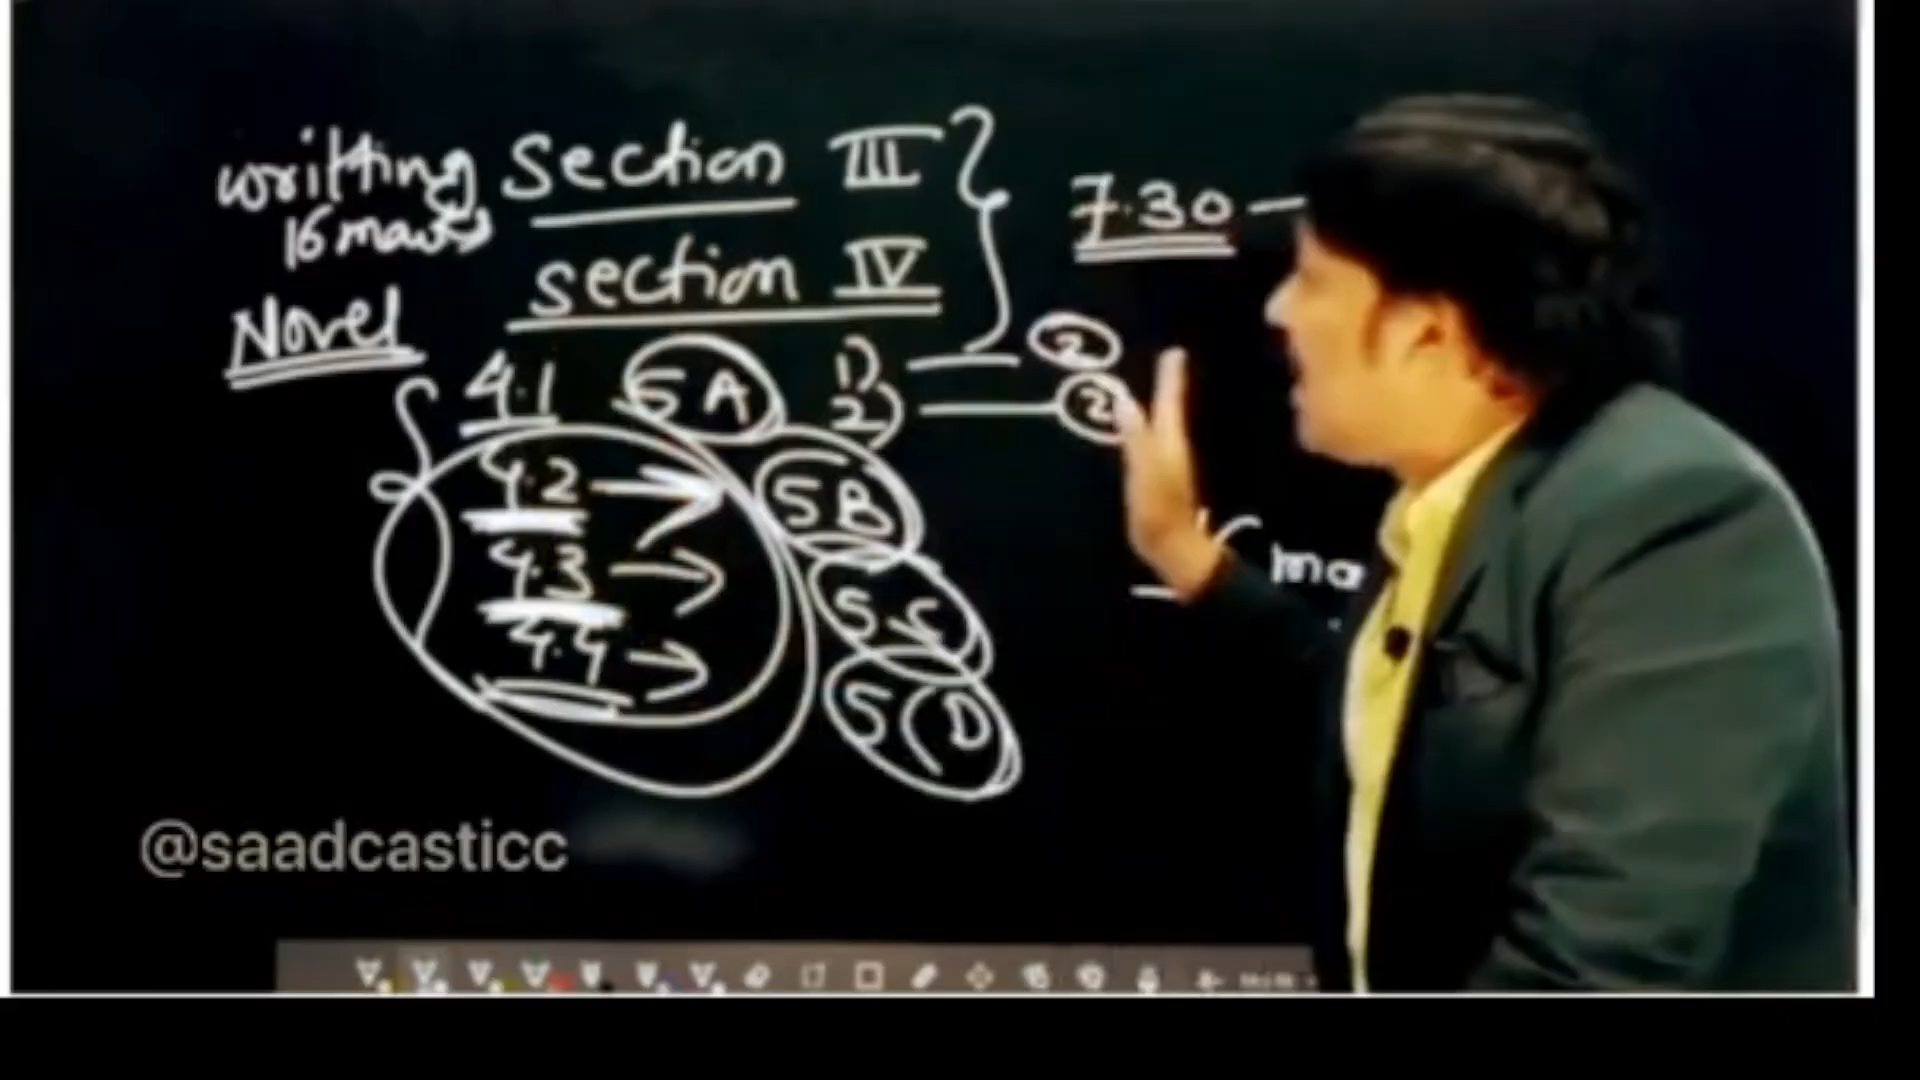 writting section III
16 marks
section IV
7.30 -
Novel
4.1 5A 1) 2
2) 2
4.2 → 5B
4.3 → 5C
4.4 → 5D
ma
@saadcasticc